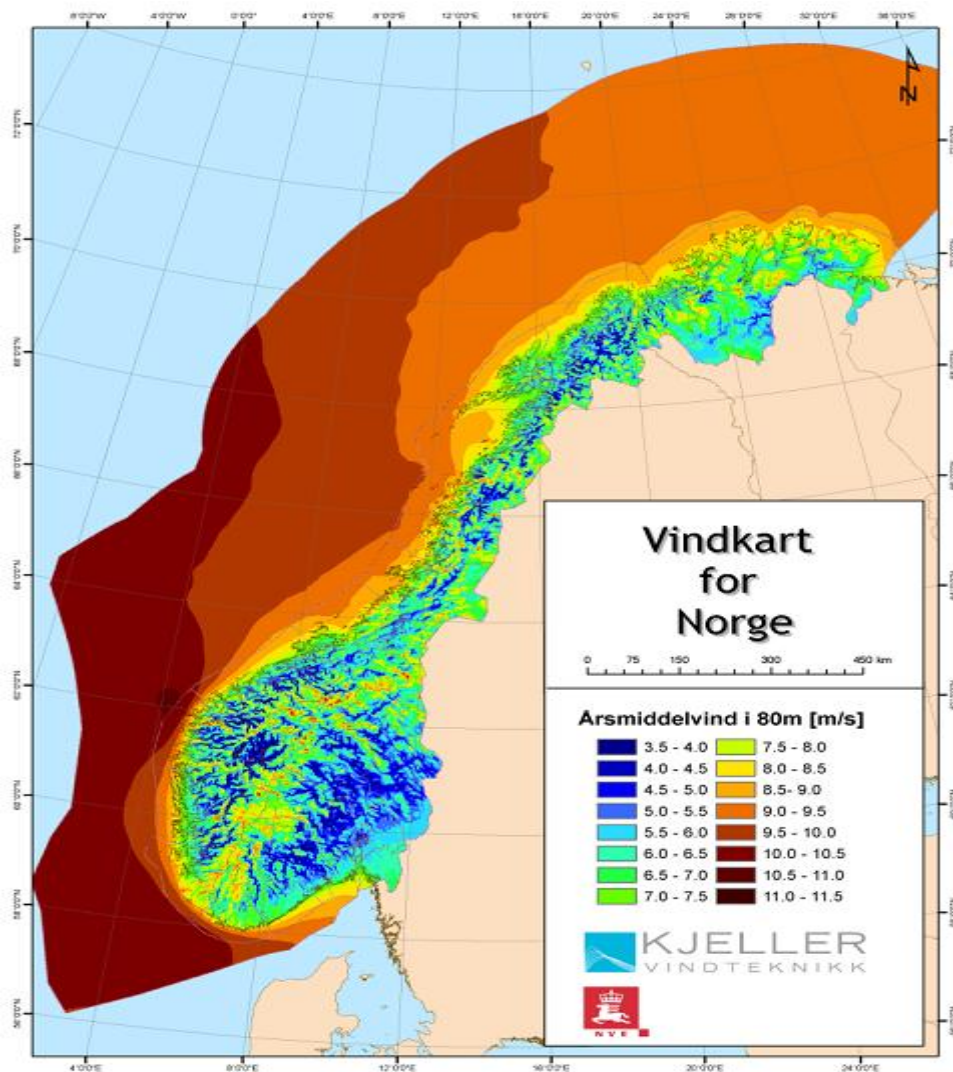 8°0'0"W 4°0'0"W 0°0'0" 4°0'0"E 8°0'0"E 12°0'0"E 16°0'0"E 20°0'0"E 24°0'0"E 28°0'0"E 32°0'0"E 36°0'0"E
N
Vindkart
for
Norge
0 75 150 300 450 km
Årsmiddelvind i 80m [m/s]
3.5 - 4.0 7.5 - 8.0
4.0 - 4.5 8.0 - 8.5
4.5 - 5.0 8.5- 9.0
5.0 - 5.5 9.0 - 9.5
5.5 - 6.0 9.5 - 10.0
6.0 - 6.5 10.0 - 10.5
6.5 - 7.0 10.5 - 11.0
7.0 - 7.5 11.0 - 11.5
KJELLER
VINDTEKNIKK
NVE
4°0'0"E 8°0'0"E 12°0'0"E 16°0'0"E 20°0'0"E 24°0'0"E